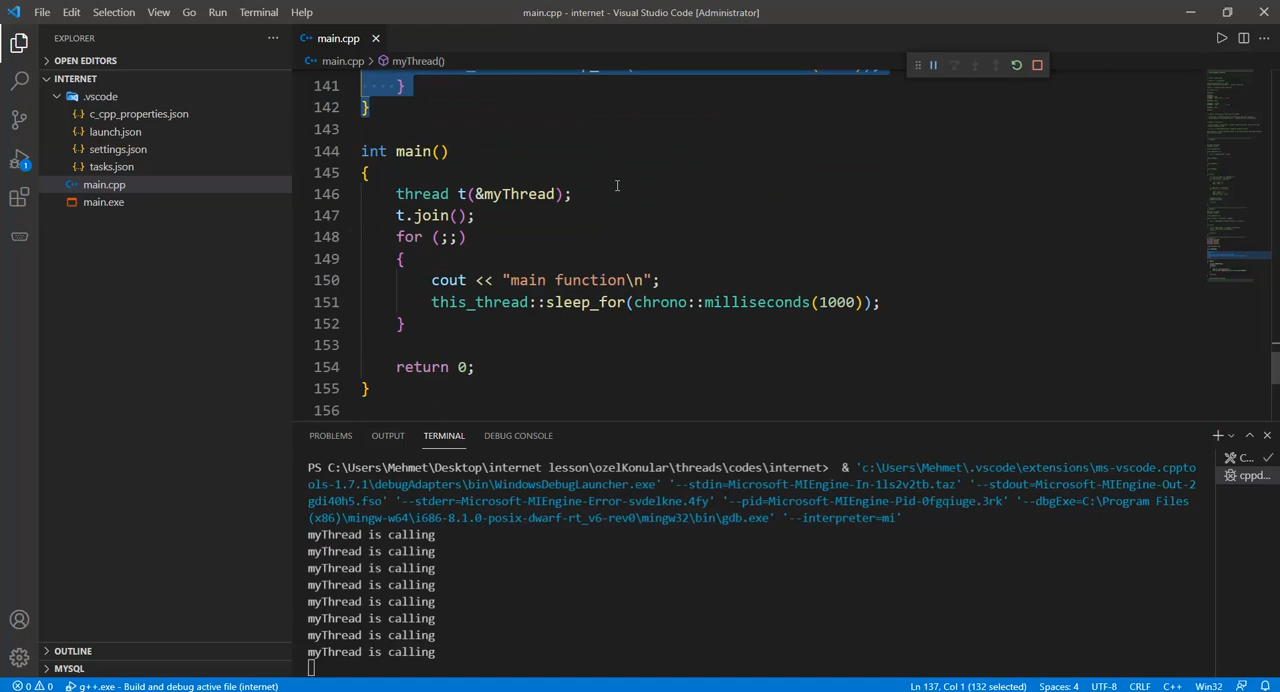 File Edit Selection View Go Run Terminal Help
main.cpp - internet - Visual Studio Code [Administrator]
EXPLORER
OPEN EDITORS
INTERNET
.vscode
c_cpp_properties.json
launch.json
settings.json
tasks.json
main.cpp
main.exe
OUTLINE
MYSQL
1
main.cpp
main.cpp > myThread()
141 }
142 }
143
144 int main()
145 {
146 thread t(&myThread);
147 t.join();
148 for (;;)
149 {
150 cout << "main function\n";
151 this_thread::sleep_for(chrono::milliseconds(1000));
152 }
153
154 return 0;
155 }
156
PROBLEMS OUTPUT TERMINAL DEBUG CONSOLE
PS C:\Users\Mehmet\Desktop\internet lesson\ozelKonular\threads\codes\internet> & 'c:\Users\Mehmet\.vscode\extensions\ms-vscode.cppto
ols-1.7.1\debugAdapters\bin\WindowsDebugLauncher.exe' '--stdin=Microsoft-MIEngine-In-1ls2v2tb.taz' '--stdout=Microsoft-MIEngine-Out-2
gdi40h5.fso' '--stderr=Microsoft-MIEngine-Error-svdelkne.4fy' '--pid=Microsoft-MIEngine-Pid-0fgqiuge.3rk' '--dbgExe=C:\Program Files
(x86)\mingw-w64\i686-8.1.0-posix-dwarf-rt_v6-rev0\mingw32\bin\gdb.exe' '--interpreter=mi'
myThread is calling
myThread is calling
myThread is calling
myThread is calling
myThread is calling
myThread is calling
myThread is calling
myThread is calling
C...
cppd...
0 0 g++.exe - Build and debug active file (internet)
Ln 137, Col 1 (132 selected) Spaces: 4 UTF-8 CRLF C++ Win32